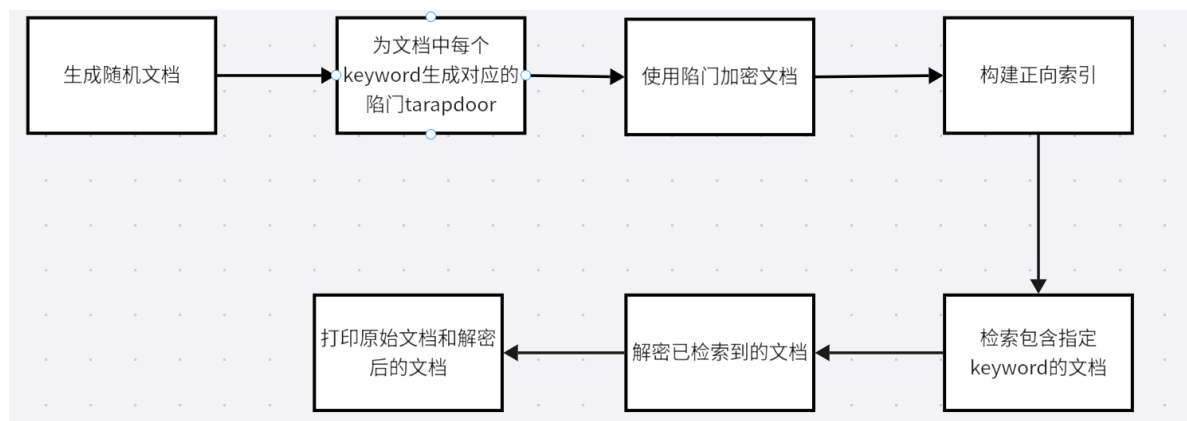 生成随机文档
为文档中每个
keyword生成对应的
陷门tarapdoor
使用陷门加密文档
构建正向索引
检索包含指定
keyword的文档
解密已检索到的文档
打印原始文档和解密
后的文档